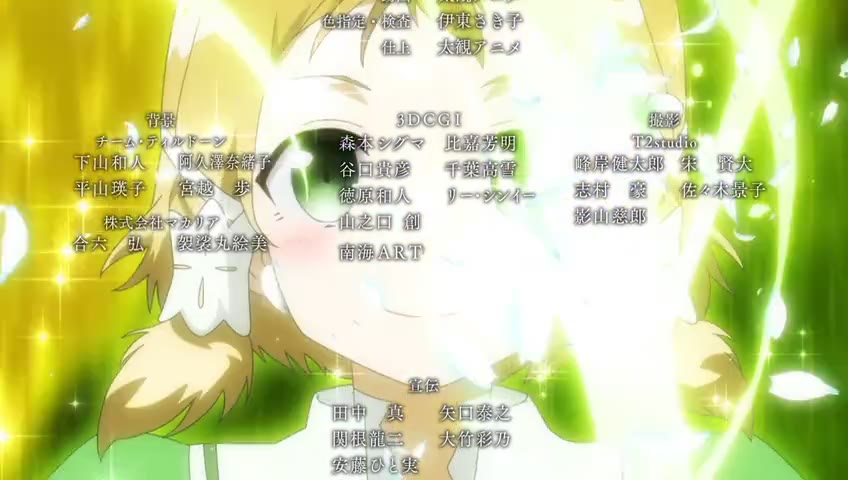 色指定・検査　伊東さき子
仕上　太観アニメ
背景
チーム・ティルドーン
下山和人　阿久澤奈緒子
平山瑛子　宮越　歩
株式会社マカリア
合六　弘　袈裟丸絵美
3DCGI
森本シグマ　比嘉芳明
谷口貴彦　千葉高雪
徳原和人　リー・シンイー
山之口　創
南海ART
撮影
T2studio
峰岸健太郎　宋　賢大
志村　豪　佐々木景子
影山慈郎
宣伝
田中　真　矢口泰之
関根龍二　大竹彩乃
安藤ひと実